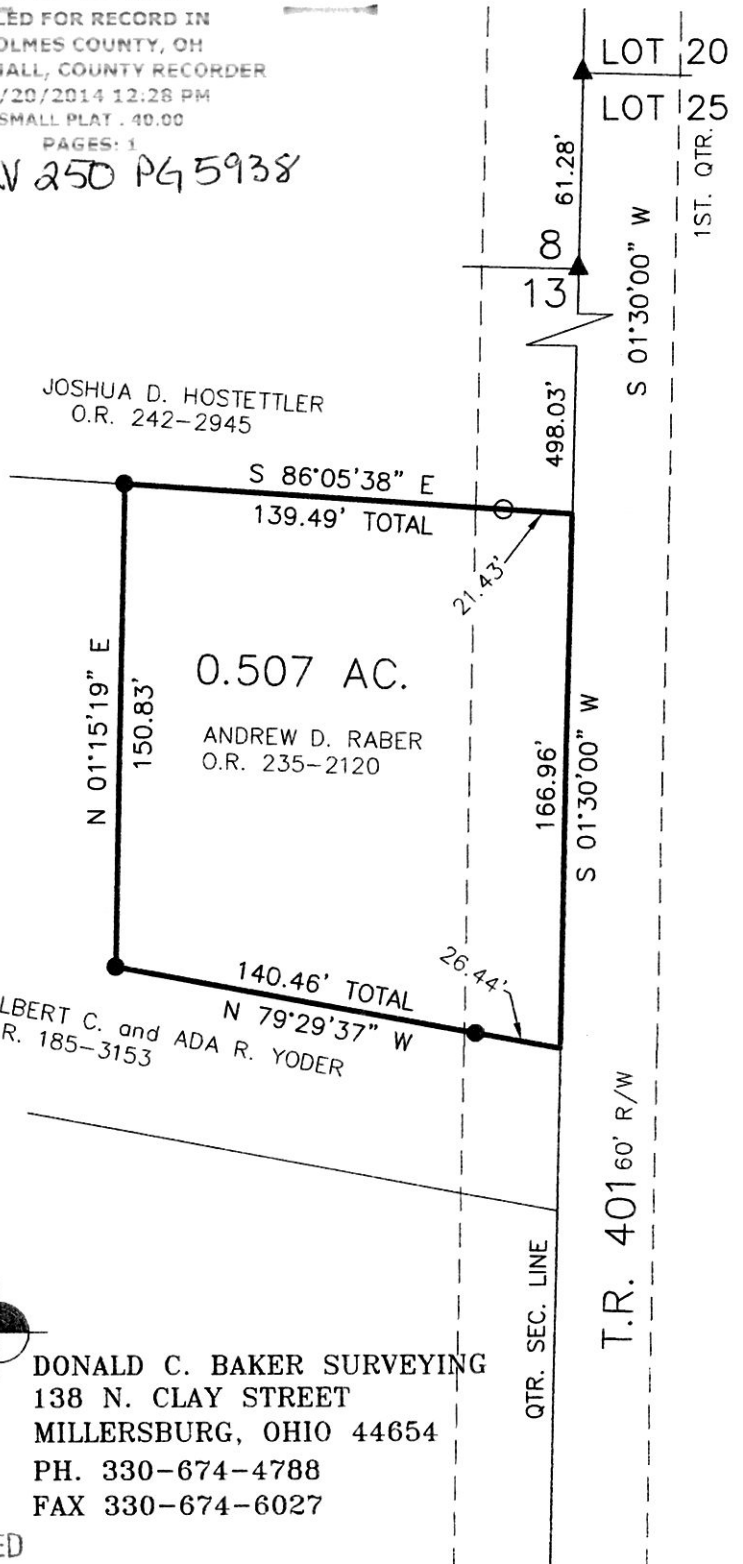 FOR RECORD IN
COUNTY, OH
COUNTY RECORDER
/20/2014 12:28 PM
SMALL PLAT . 40.00
PAGES: 1
250 PG 5938
LOT 20
LOT 25
1ST. QTR.
61.28'
8
13
S 01°30'00" W
498.03'
JOSHUA D. HOSTETTLER
O.R. 242-2945
S 86°05'38" E
139.49' TOTAL
21.43'
N 01°15'19" E
150.83'
0.507 AC.
ANDREW D. RABER
O.R. 235-2120
166.96'
S 01°30'00" W
140.46' TOTAL
26.44'
N 79°29'37" W
LBERT C. and ADA R. YODER
R. 185-3153
T.R. 401 60' R/W
QTR. SEC. LINE
DONALD C. BAKER SURVEYING
138 N. CLAY STREET
MILLERSBURG, OHIO 44654
PH. 330-674-4788
FAX 330-674-6027
ED